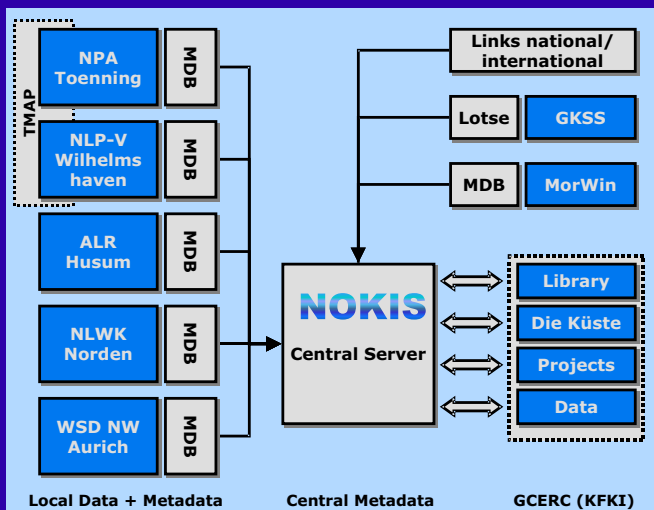 TMAP
NPA
Toenning
MDB
NLP-V
Wilhelms
haven
MDB
ALR
Husum
MDB
NLWK
Norden
MDB
WSD NW
Aurich
MDB
Links national/
international
Lotse
GKSS
MDB
MorWin
NOKIS
Central Server
Library
Die Küste
Projects
Data
Local Data + Metadata
Central Metadata
GCERC (KFKI)